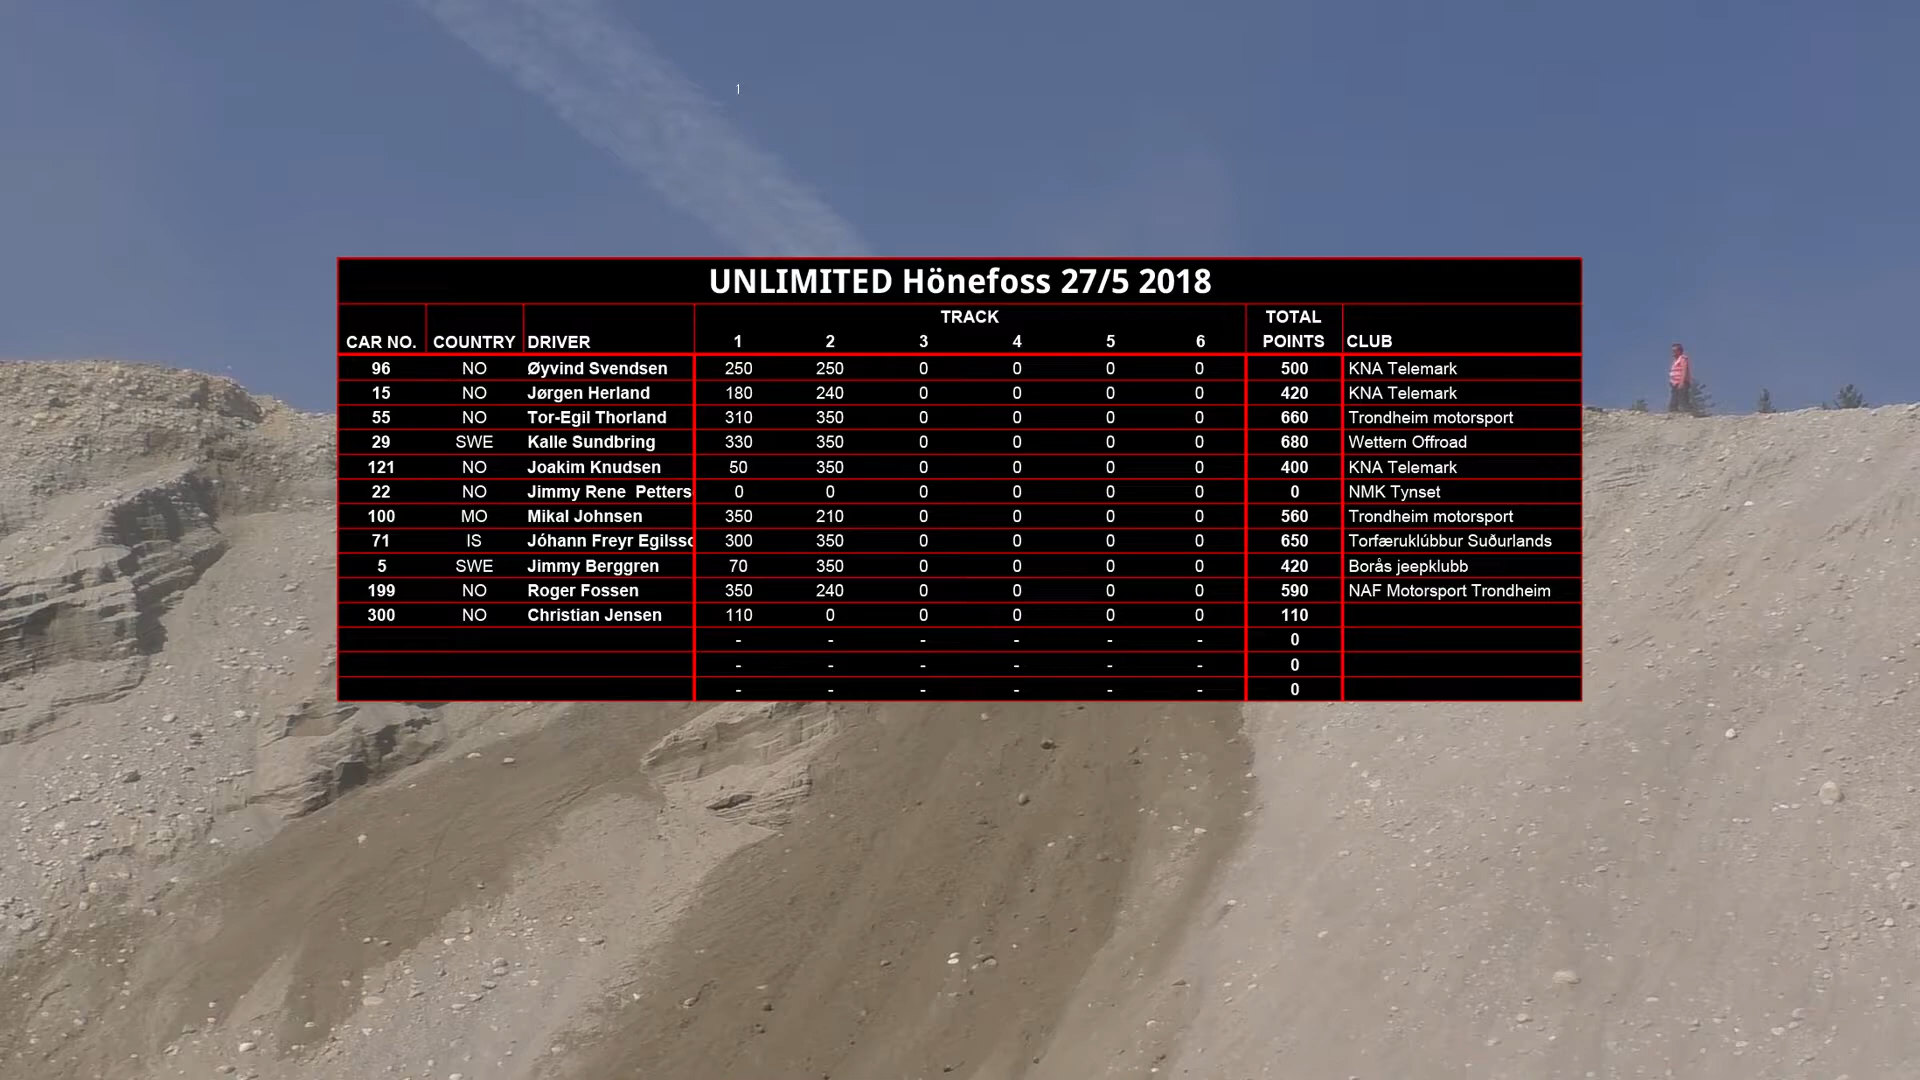 1
UNLIMITED Hönefoss 27/5 2018
TRACK TOTAL
CAR NO. COUNTRY DRIVER 1 2 3 4 5 6 POINTS CLUB
96 NO Øyvind Svendsen 250 250 0 0 0 0 500 KNA Telemark
15 NO Jørgen Herland 180 240 0 0 0 0 420 KNA Telemark
55 NO Tor-Egil Thorland 310 350 0 0 0 0 660 Trondheim motorsport
29 SWE Kalle Sundbring 330 350 0 0 0 0 680 Wettern Offroad
121 NO Joakim Knudsen 50 350 0 0 0 0 400 KNA Telemark
22 NO Jimmy Rene Petters 0 0 0 0 0 0 0 NMK Tynset
100 MO Mikal Johnsen 350 210 0 0 0 0 560 Trondheim motorsport
71 IS Jóhann Freyr Egilsso 300 350 0 0 0 0 650 Torfæruklúbbur Suðurlands
5 SWE Jimmy Berggren 70 350 0 0 0 0 420 Borås jeepklubb
199 NO Roger Fossen 350 240 0 0 0 0 590 NAF Motorsport Trondheim
300 NO Christian Jensen 110 0 0 0 0 0 110
- - - - - - 0
- - - - - - 0
- - - - - - 0